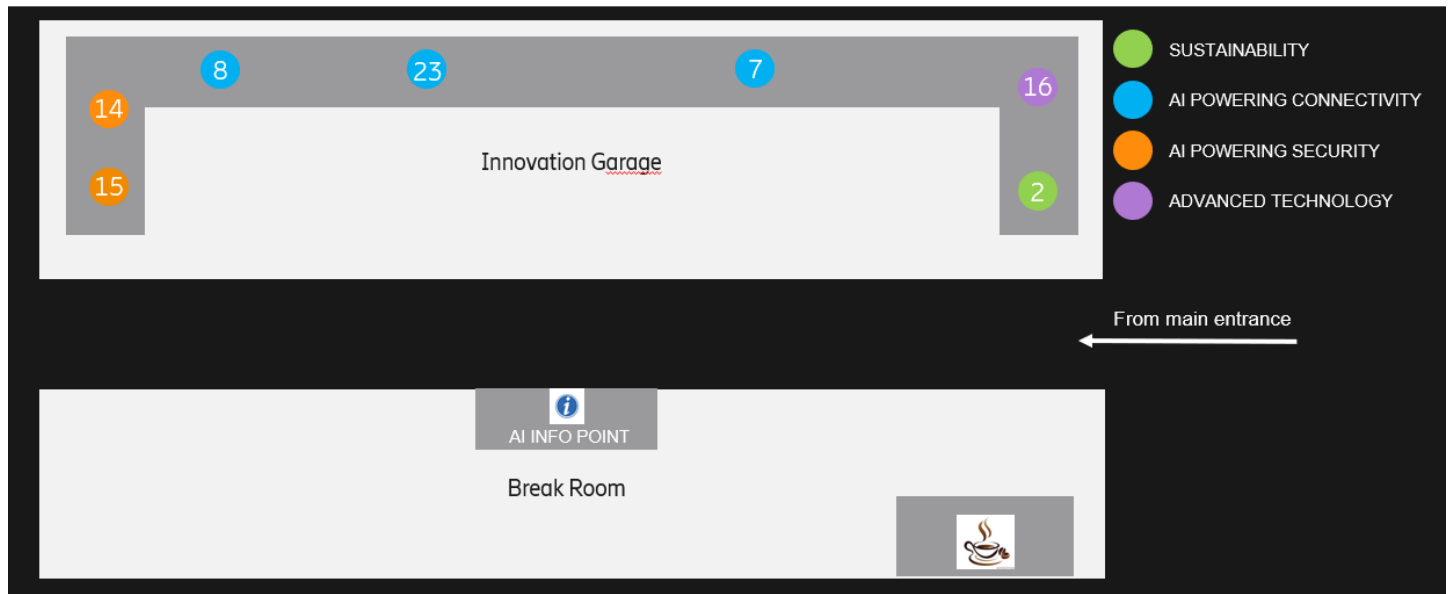 8
23
7
16
14
15
2
Innovation Garage
SUSTAINABILITY
AI POWERING CONNECTIVITY
AI POWERING SECURITY
ADVANCED TECHNOLOGY
From main entrance
i
AI INFO POINT
Break Room